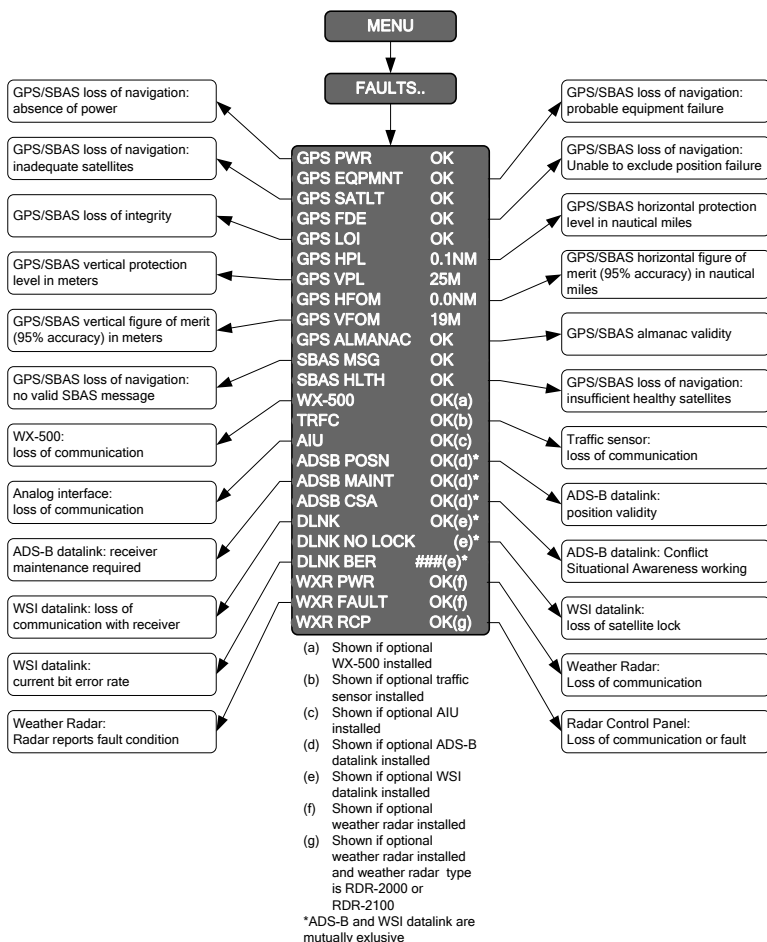 MENU
FAULTS..
GPS/SBAS loss of navigation:
absence of power
GPS/SBAS loss of navigation:
inadequate satellites
GPS/SBAS loss of integrity
GPS/SBAS vertical protection
level in meters
GPS/SBAS vertical figure of merit
(95% accuracy) in meters
GPS/SBAS loss of navigation:
no valid SBAS message
WX-500:
loss of communication
Analog interface:
loss of communication
ADS-B datalink: receiver
maintenance required
WSI datalink: loss of
communication with receiver
WSI datalink:
current bit error rate
Weather Radar:
Radar reports fault condition
GPS PWR OK
GPS EQPMNT OK
GPS SATLT OK
GPS FDE OK
GPS LOI OK
GPS HPL 0.1NM
GPS VPL 25M
GPS HFOM 0.0NM
GPS VFOM 19M
GPS ALMANAC OK
SBAS MSG OK
SBAS HLTH OK
WX-500 OK(a)
TRFC OK(b)
AIU OK(c)
ADSB POSN OK(d)*
ADSB MAINT OK(d)*
ADSB CSA OK(d)*
DLNK OK(e)*
DLNK NO LOCK (e)*
DLNK BER ###(e)*
WXR PWR OK(f)
WXR FAULT OK(f)
WXR RCP OK(g)
GPS/SBAS loss of navigation:
probable equipment failure
GPS/SBAS loss of navigation:
Unable to exclude position failure
GPS/SBAS horizontal protection
level in nautical miles
GPS/SBAS horizontal figure of
merit (95% accuracy) in nautical
miles
GPS/SBAS almanac validity
GPS/SBAS loss of navigation:
insufficient healthy satellites
Traffic sensor:
loss of communication
ADS-B datalink:
position validity
ADS-B datalink: Conflict
Situational Awareness working
WSI datalink:
loss of satellite lock
Weather Radar:
Loss of communication
Radar Control Panel:
Loss of communication or fault
(a) Shown if optional
WX-500 installed
(b) Shown if optional traffic
sensor installed
(c) Shown if optional AIU
installed
(d) Shown if optional ADS-B
datalink installed
(e) Shown if optional WSI
datalink installed
(f) Shown if optional
weather radar installed
(g) Shown if optional
weather radar installed
and weather radar type
is RDR-2000 or
RDR-2100
*ADS-B and WSI datalink are
mutually exlusive